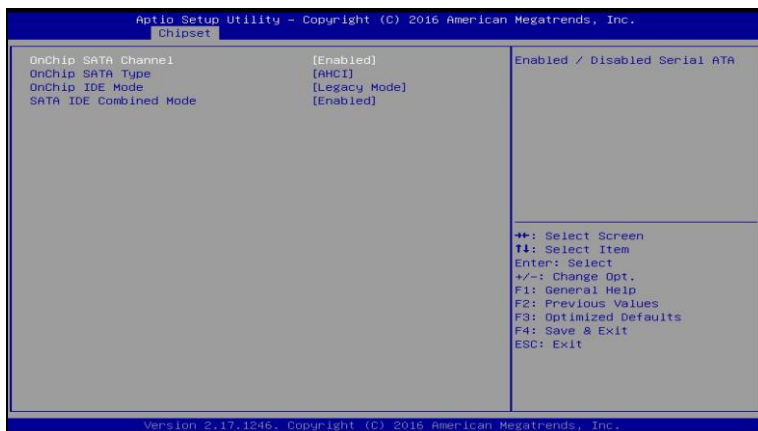 Aptio Setup Utility – Copyright (C) 2016 American Megatrends, Inc.
Chipset
OnChip SATA Channel [Enabled]
OnChip SATA Type [AHCI]
OnChip IDE Mode [Legacy Mode]
SATA IDE Combined Mode [Enabled]
Enabled / Disabled Serial ATA
→←: Select Screen
↑↓: Select Item
Enter: Select
+/-: Change Opt.
F1: General Help
F2: Previous Values
F3: Optimized Defaults
F4: Save & Exit
ESC: Exit
Version 2.17.1246. Copyright (C) 2016 American Megatrends, Inc.